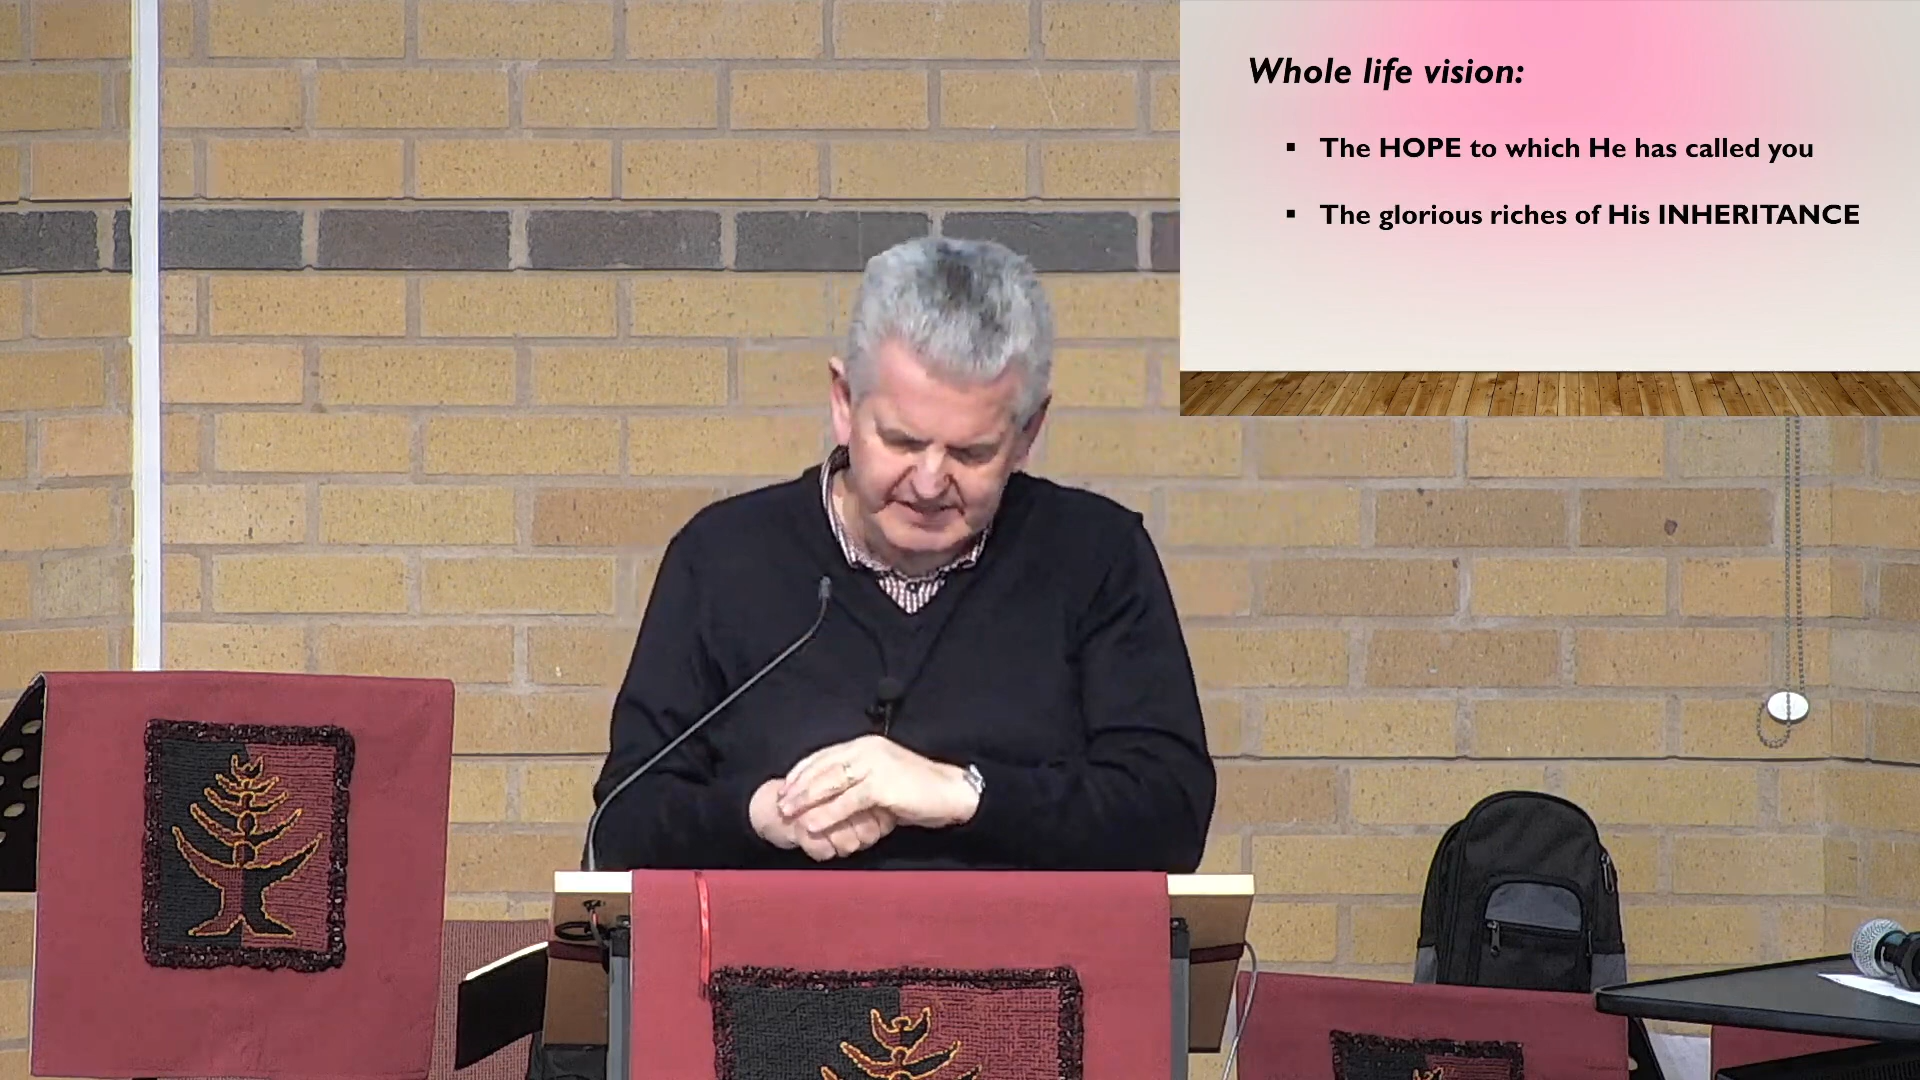 Whole life vision:
▪ The HOPE to which He has called you
▪ The glorious riches of His INHERITANCE